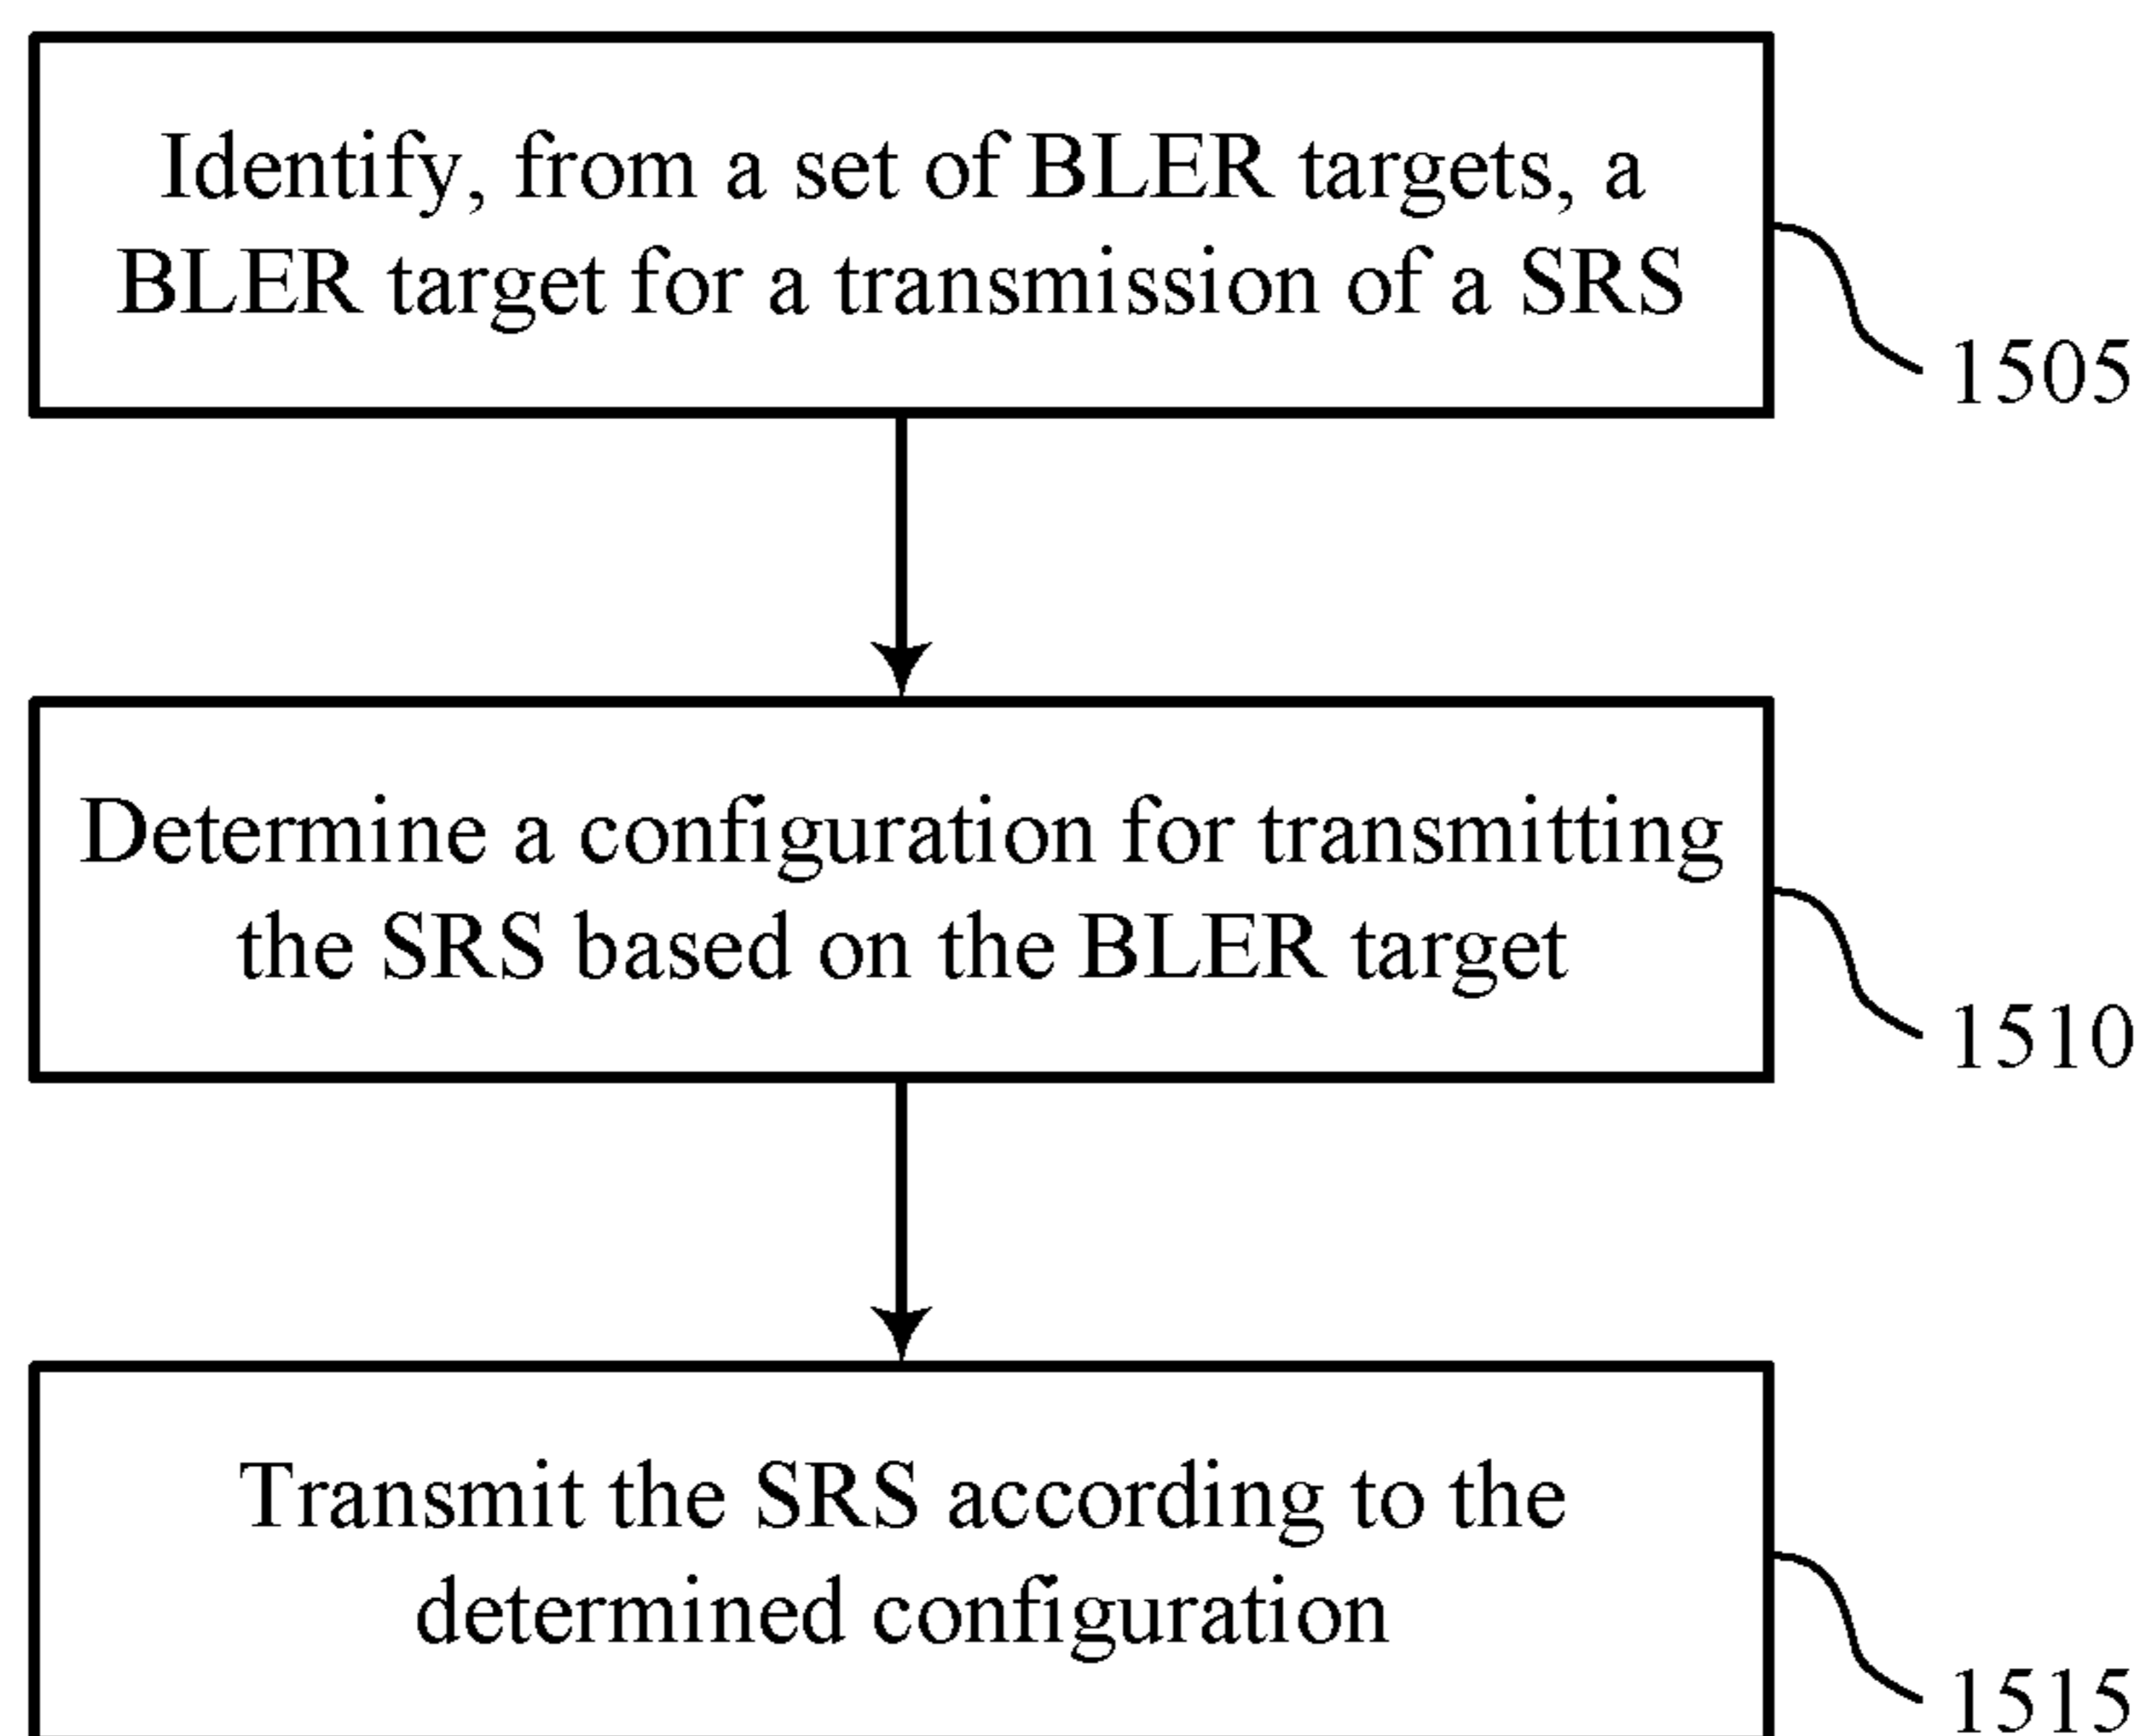 Identify, from a set of BLER targets, a
BLER target for a transmission of a SRS
1505
Determine a configuration for transmitting
the SRS based on the BLER target
1510
Transmit the SRS according to the
determined configuration
1515